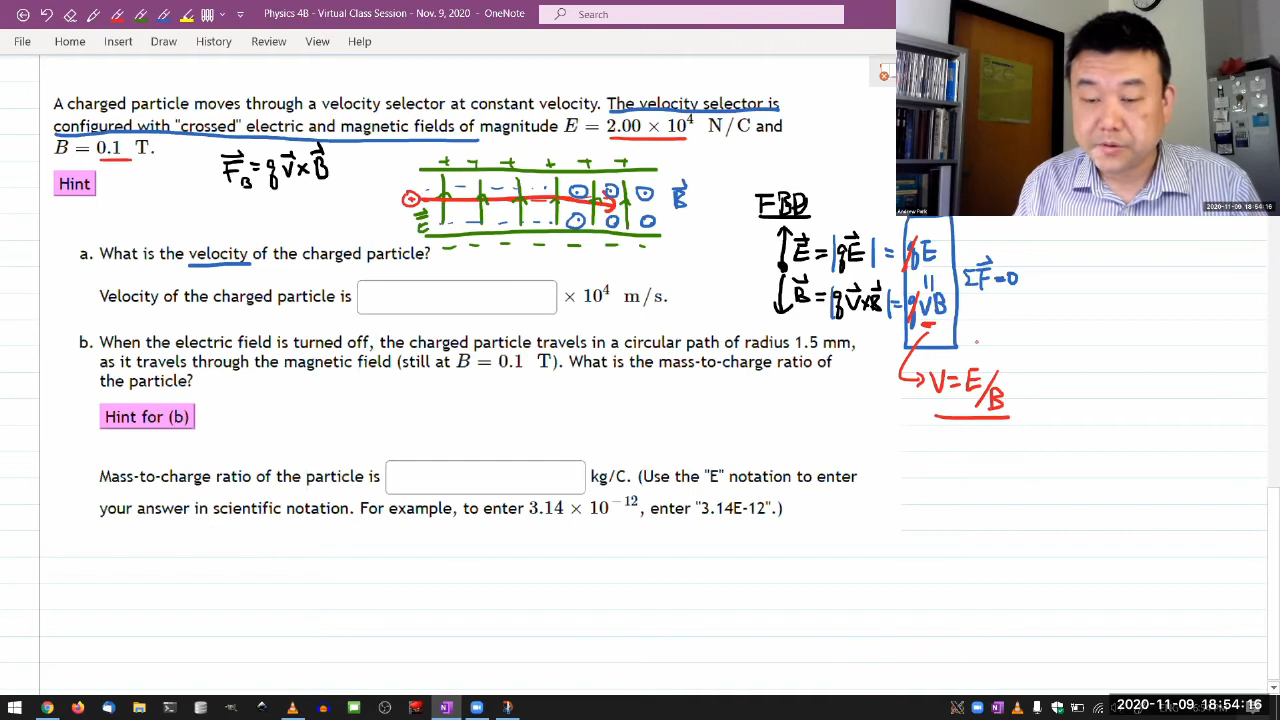 Physics 4B - Virtual Class Session - Nov. 9, 2020 - OneNote
Search
File Home Insert Draw History Review View Help
A charged particle moves through a velocity selector at constant velocity. The velocity selector is
configured with "crossed" electric and magnetic fields of magnitude E = 2.00 × 10⁴ N/C and
B = 0.1 T.
F⃗_B = q v⃗ × B⃗
Hint
+ + + + + +
B⃗
E⃗
- - - - - -
FBD
E⃗ = |qE⃗| = qE
=
B⃗ = |qv⃗×B⃗| = qvB
ΣF⃗ = 0
V = E/B
a. What is the velocity of the charged particle?
Velocity of the charged particle is × 10⁴ m/s.
b. When the electric field is turned off, the charged particle travels in a circular path of radius 1.5 mm,
as it travels through the magnetic field (still at B = 0.1 T). What is the mass-to-charge ratio of
the particle?
Hint for (b)
Mass-to-charge ratio of the particle is kg/C. (Use the "E" notation to enter
your answer in scientific notation. For example, to enter 3.14 × 10⁻¹², enter "3.14E-12".)
Andrew Park
2020-11-09 18:54:16
2020-11-09 18:54:16